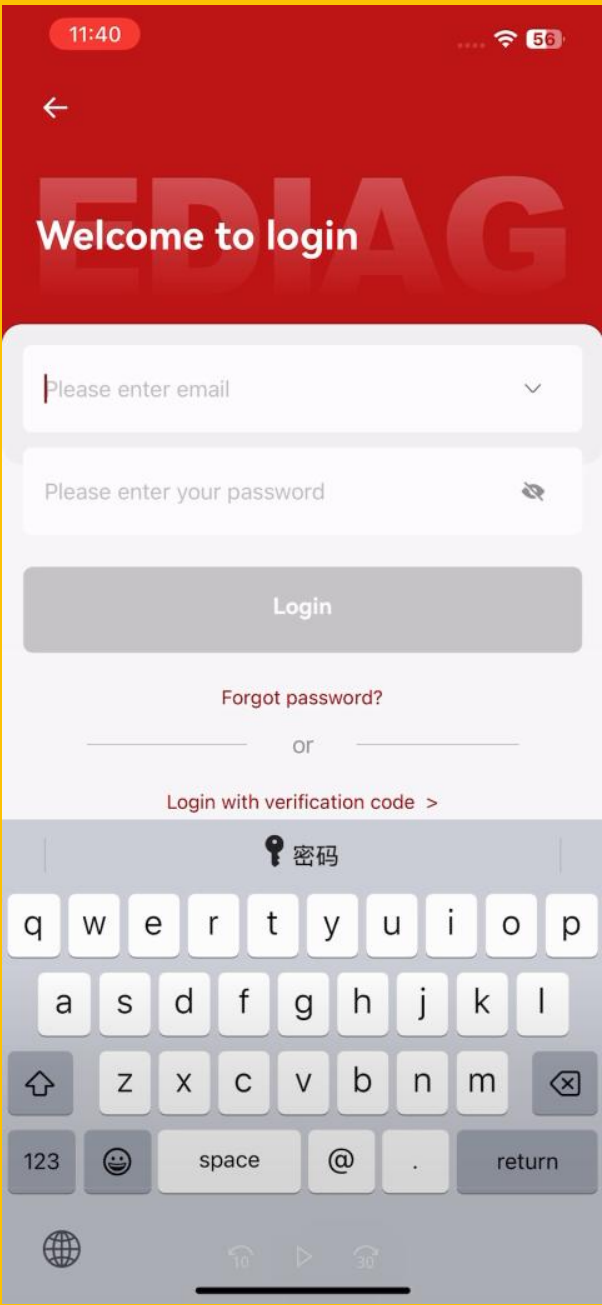 11:40
56
EDIAG
Welcome to login
Please enter email
Please enter your password
Login
Forgot password?
or
Login with verification code >
密码
q w e r t y u i o p
a s d f g h j k l
z x c v b n m
123 space @ . return
10 30